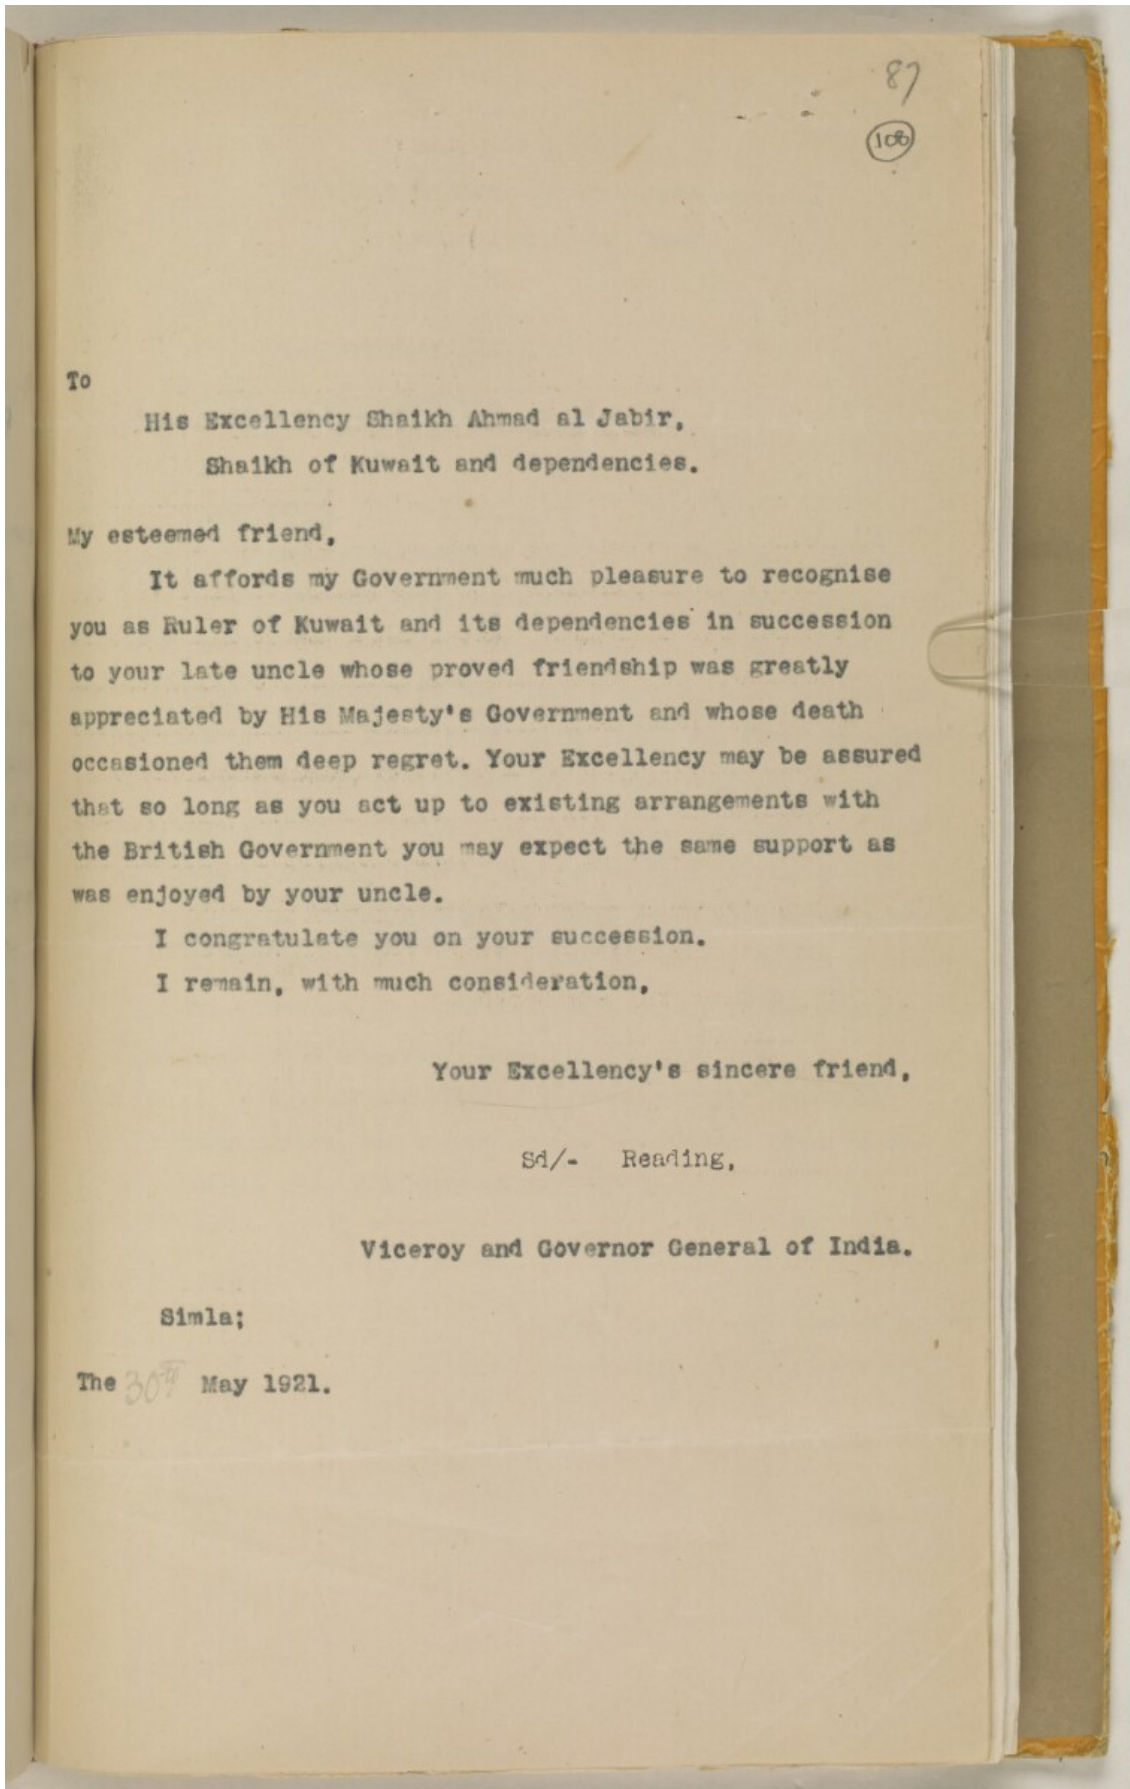 87
108
To
His Excellency Shaikh Ahmad al Jabir,
Shaikh of Kuwait and dependencies.
My esteemed friend,
It affords my Government much pleasure to recognise
you as Ruler of Kuwait and its dependencies in succession
to your late uncle whose proved friendship was greatly
appreciated by His Majesty's Government and whose death
occasioned them deep regret. Your Excellency may be assured
that so long as you act up to existing arrangements with
the British Government you may expect the same support as
was enjoyed by your uncle.
I congratulate you on your succession.
I remain, with much consideration,
Your Excellency's sincere friend,
Sd/- Reading,
Viceroy and Governor General of India.
Simla;
The 30th May 1921.